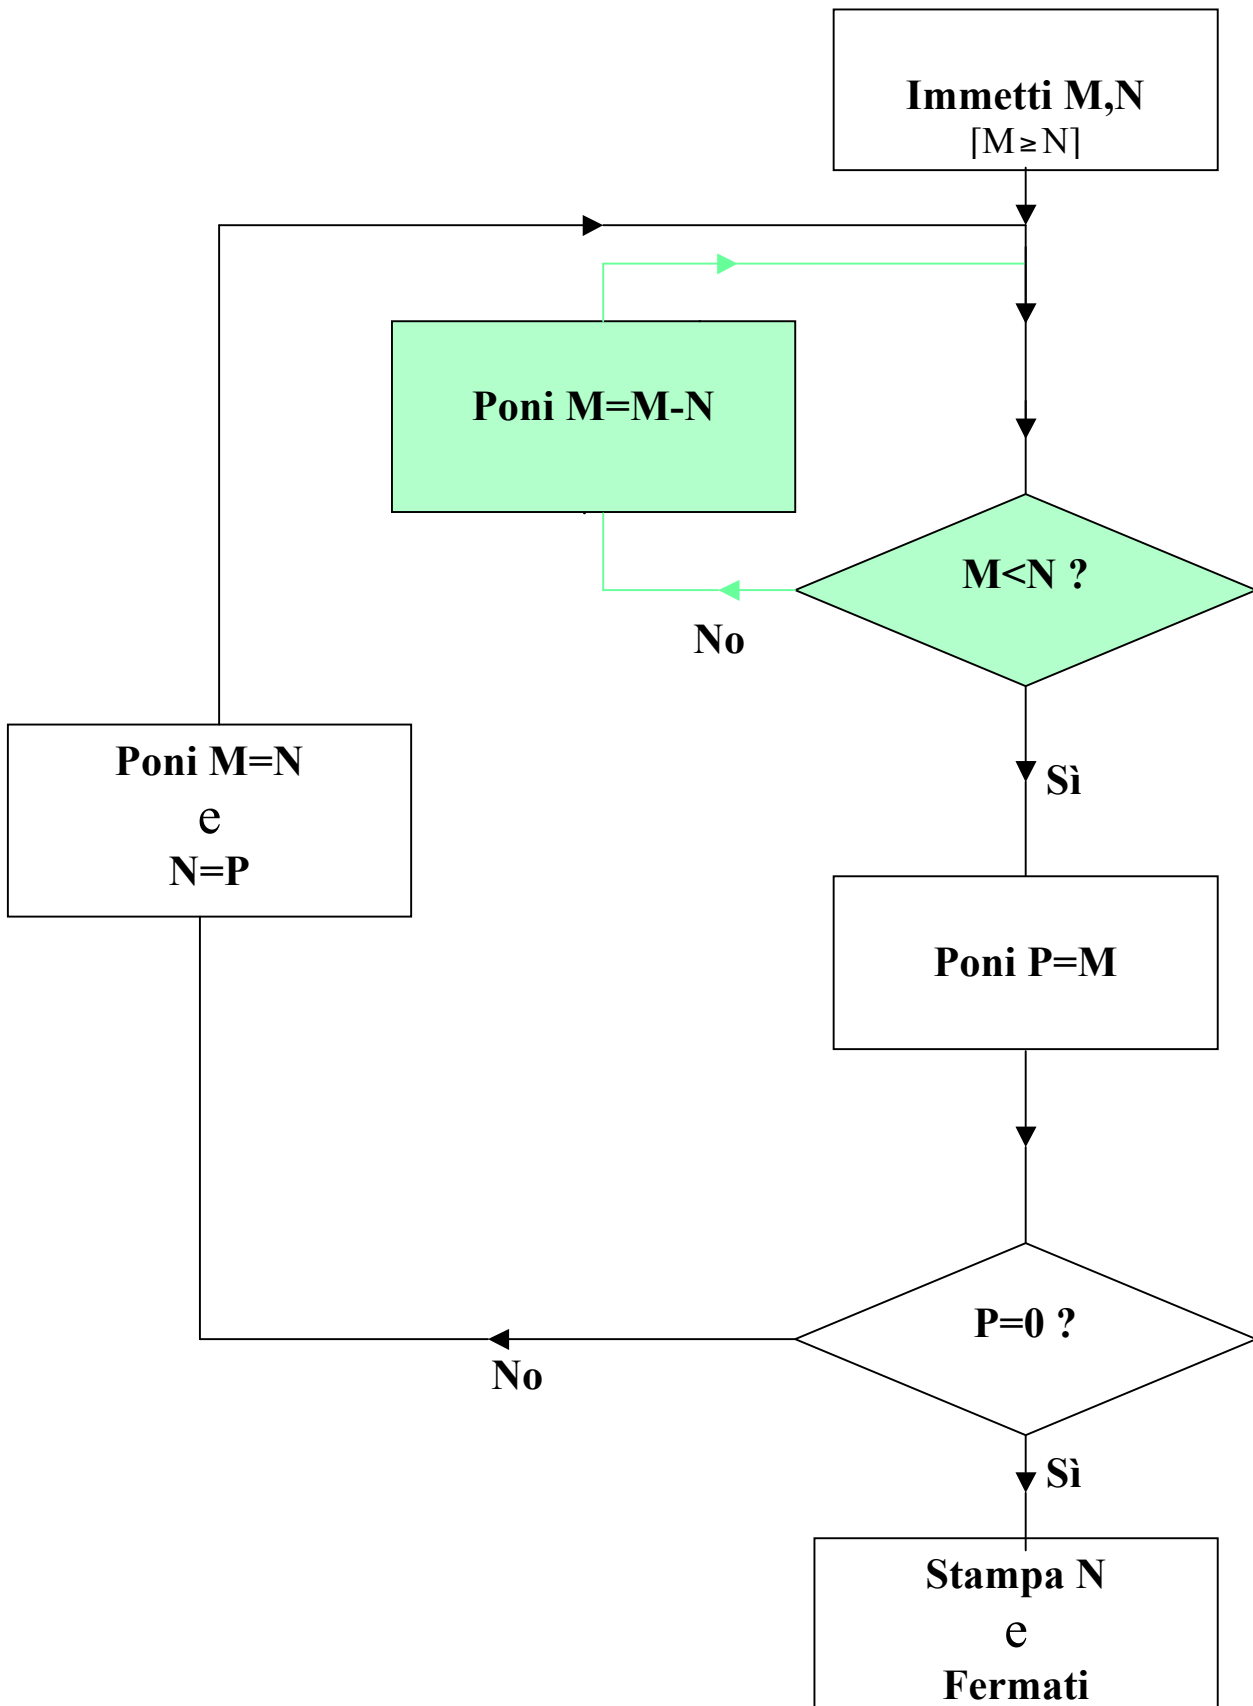 Immetti M,N
⌈M≥N⌉
Poni M=M-N
M<N ?
No
Poni M=N
e
N=P
Sì
Poni P=M
P=0 ?
No
Sì
Stampa N
e
Fermati